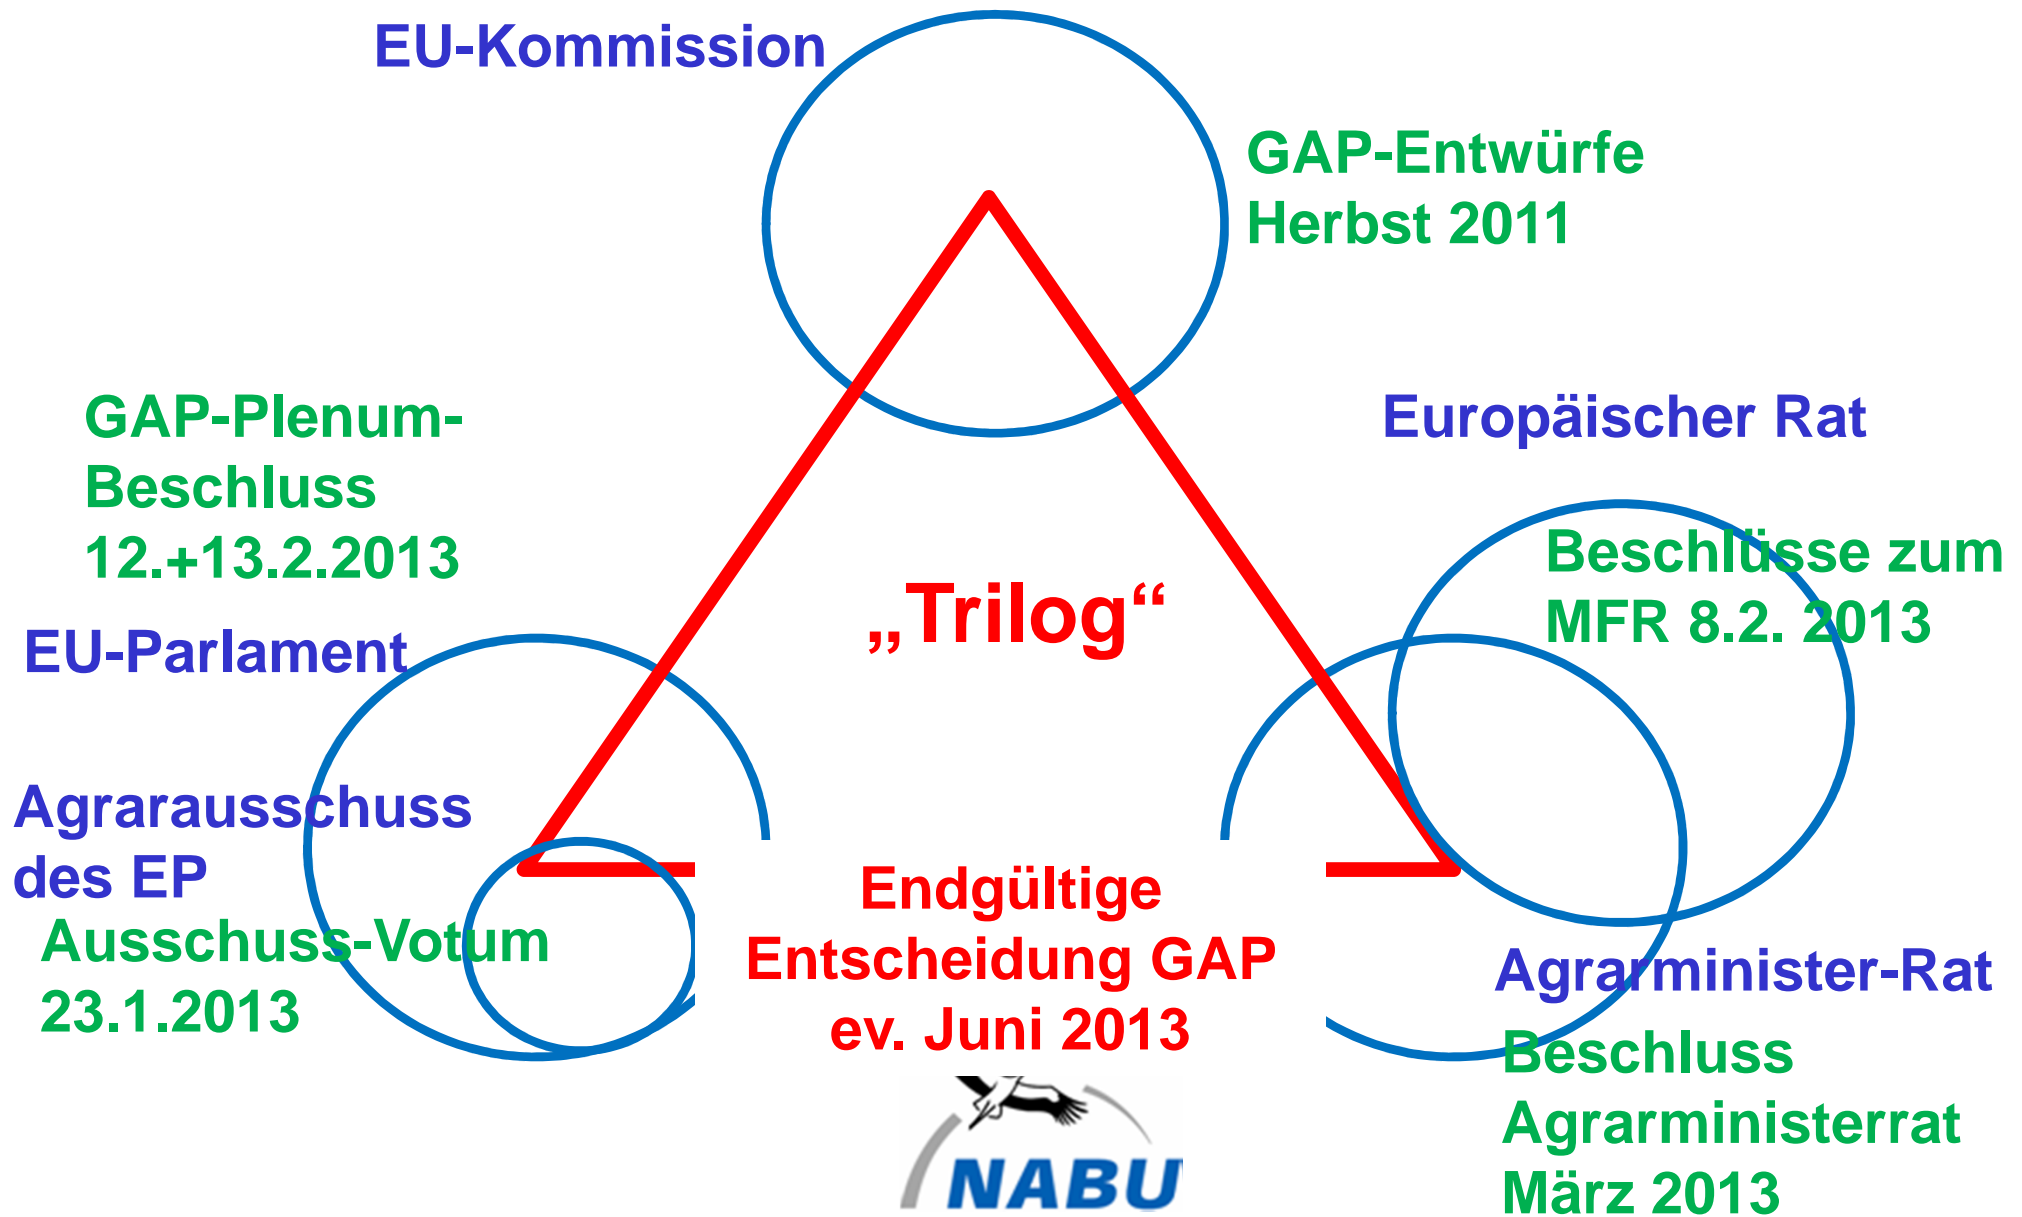 EU-Kommission
GAP-Entwürfe
Herbst 2011
GAP-Plenum-
Beschluss
12.+13.2.2013
Europäischer Rat
Beschlüsse zum
MFR 8.2. 2013
„Trilog“
EU-Parlament
Agrarausschuss
des EP
Ausschuss-Votum
23.1.2013
Endgültige
Entscheidung GAP
ev. Juni 2013
Agrarminister-Rat
Beschluss
Agrarministerrat
März 2013
NABU